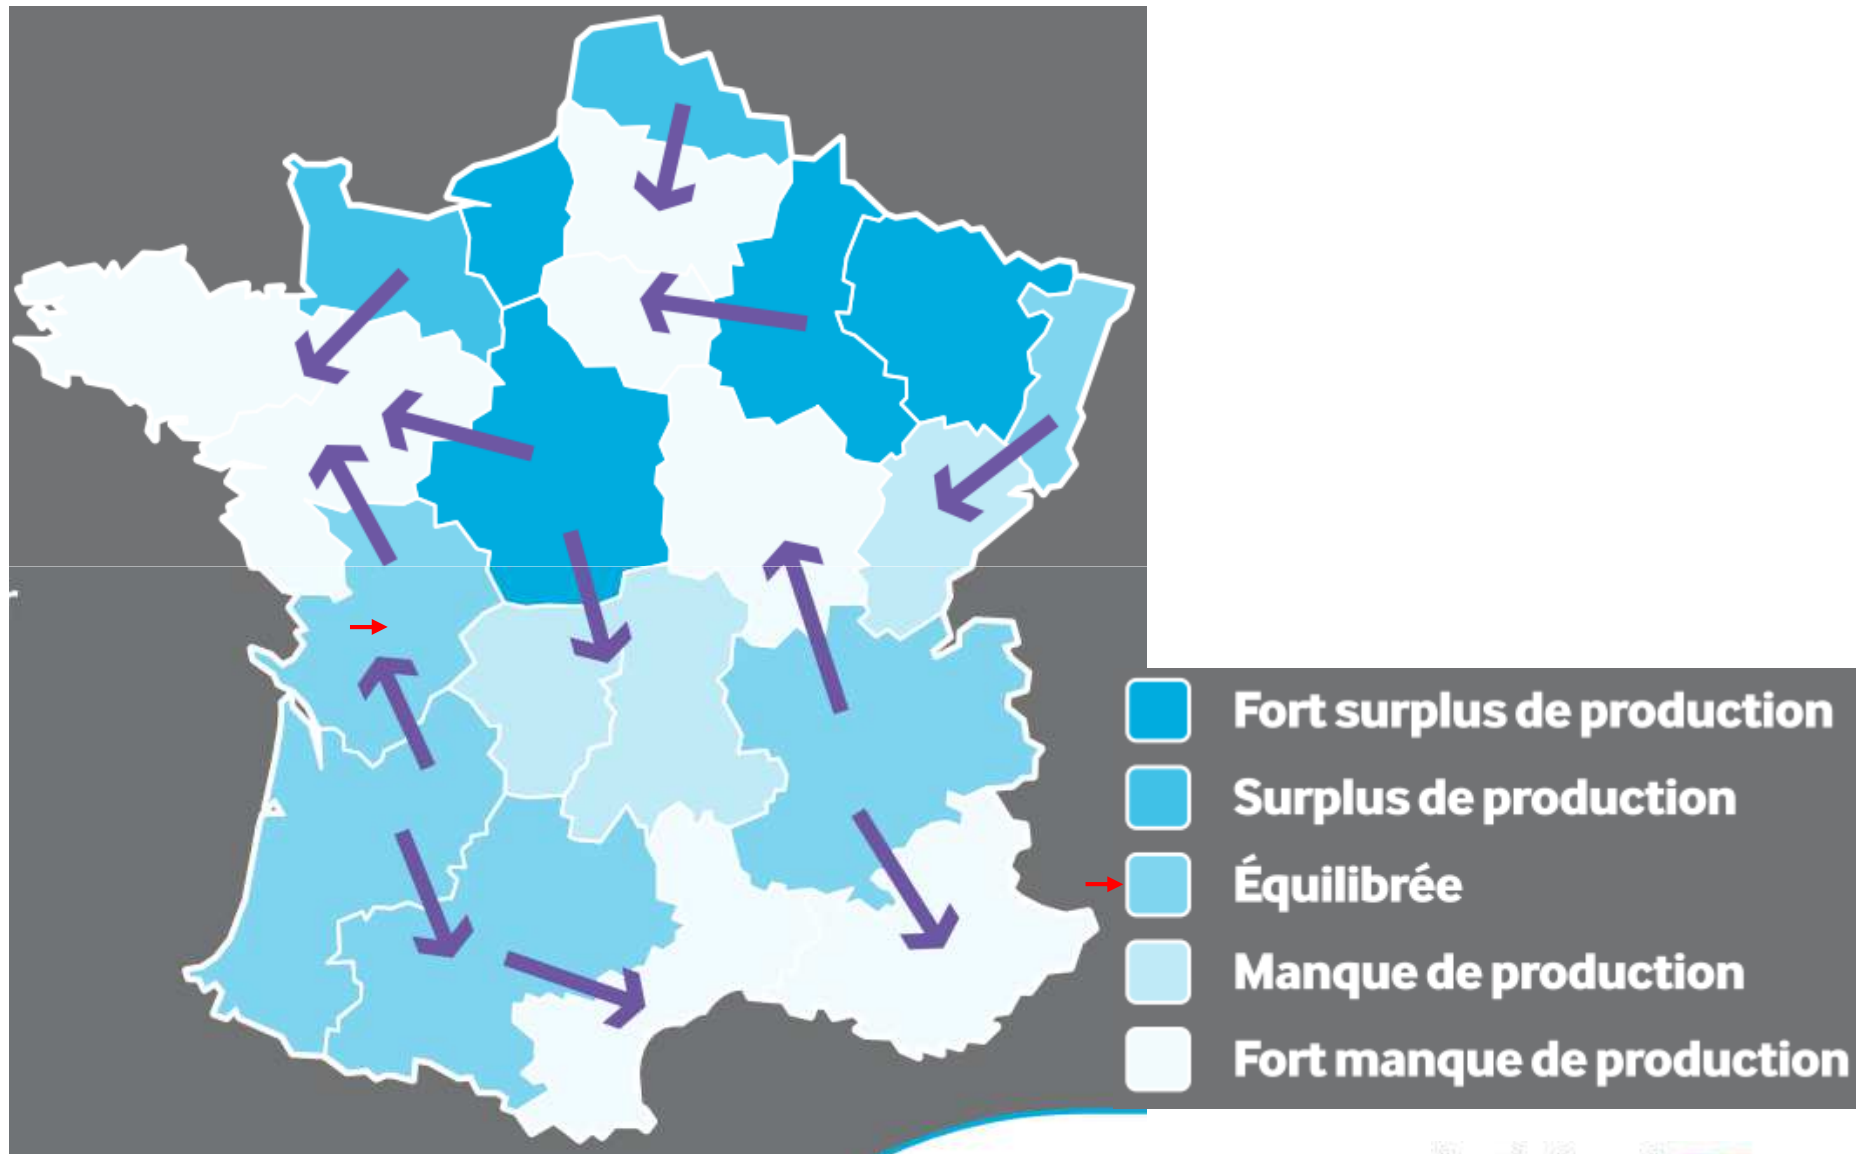 Fort surplus de production
Surplus de production
Équilibrée
Manque de production
Fort manque de production